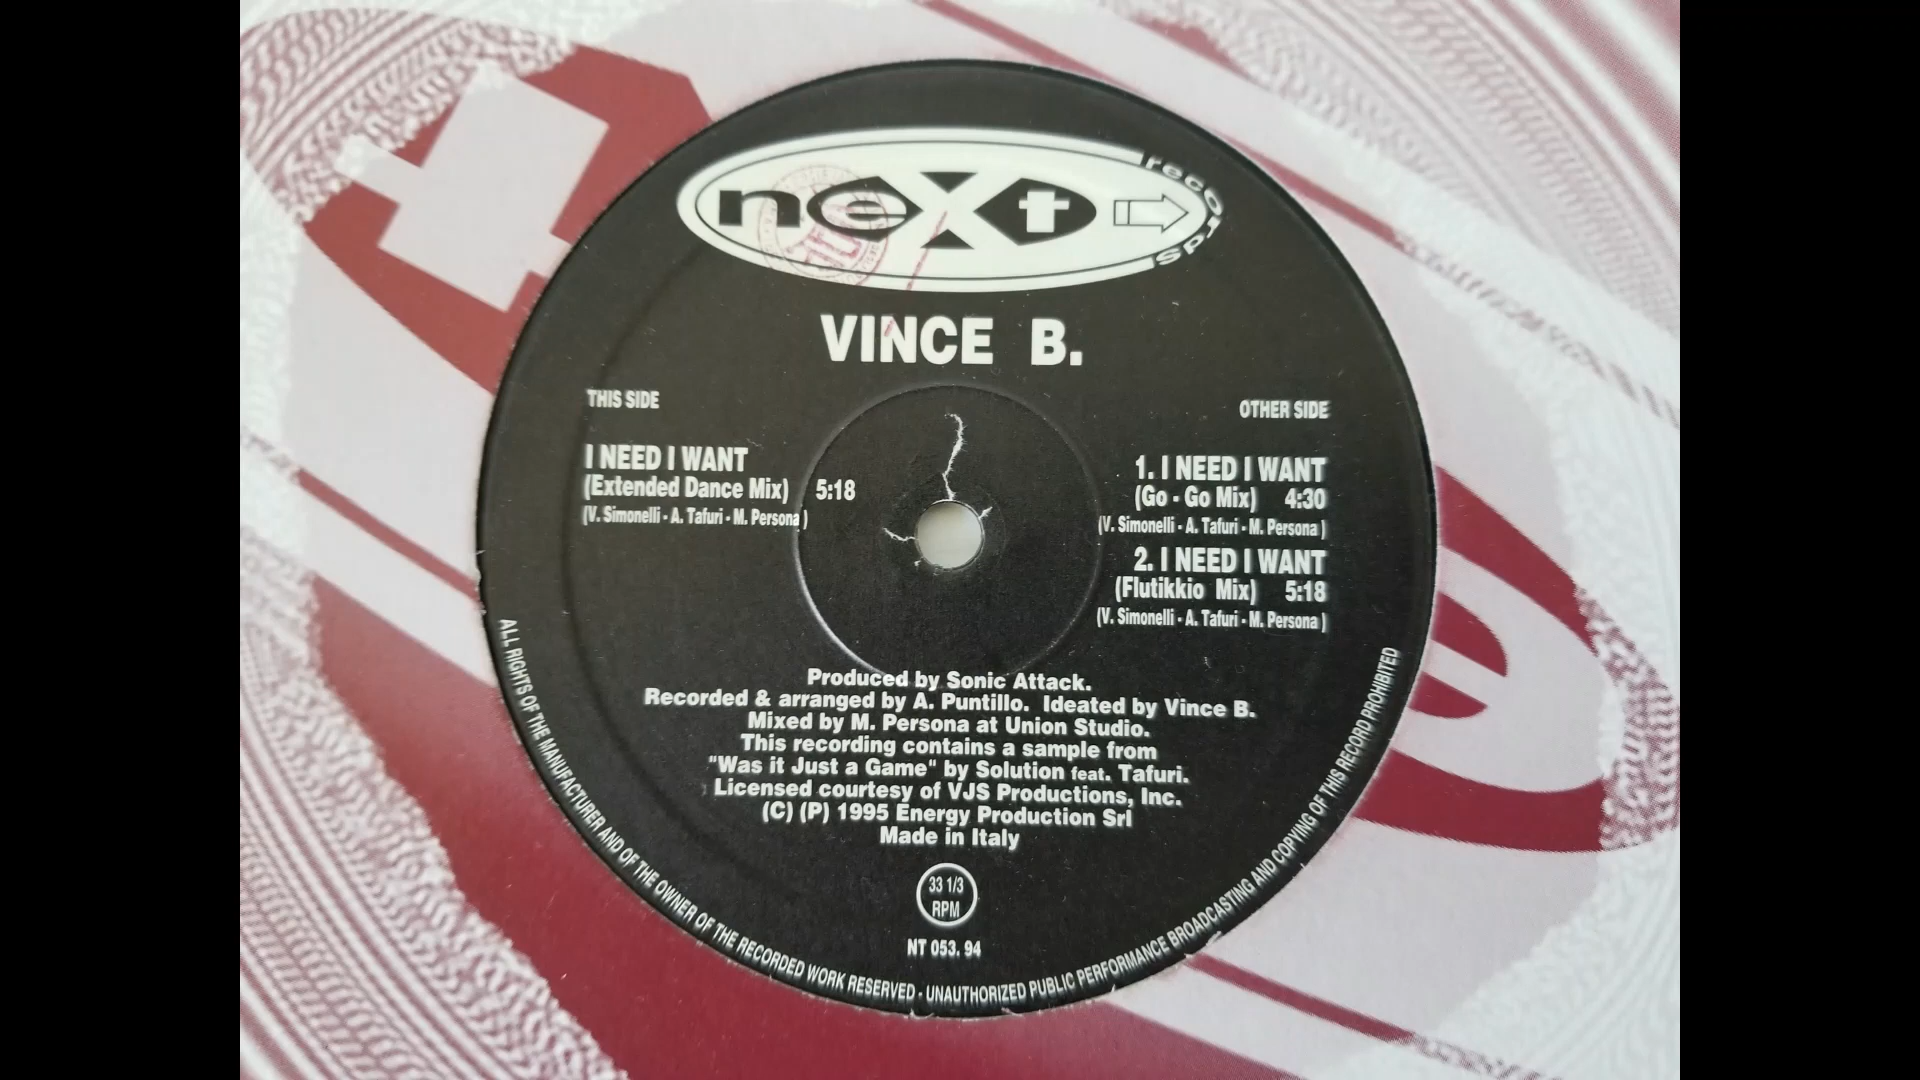 next records
VINCE B.
THIS SIDE
I NEED I WANT
(Extended Dance Mix) 5:18
(V. Simonelli - A. Tafuri - M. Persona )
OTHER SIDE
1. I NEED I WANT
(Go - Go Mix) 4:30
(V. Simonelli - A. Tafuri - M. Persona )
2. I NEED I WANT
(Flutikkio Mix) 5:18
(V. Simonelli - A. Tafuri - M. Persona )
Produced by Sonic Attack.
Recorded & arranged by A. Puntillo. Ideated by Vince B.
Mixed by M. Persona at Union Studio.
This recording contains a sample from
"Was it Just a Game" by Solution feat. Tafuri.
Licensed courtesy of VJS Productions, Inc.
(C) (P) 1995 Energy Production Srl
Made in Italy
33 1/3
RPM
NT 053. 94
ALL RIGHTS OF THE MANUFACTURER AND OF THE OWNER OF THE RECORDED WORK RESERVED - UNAUTHORIZED PUBLIC PERFORMANCE BROADCASTING AND COPYING OF THIS RECORD PROHIBITED